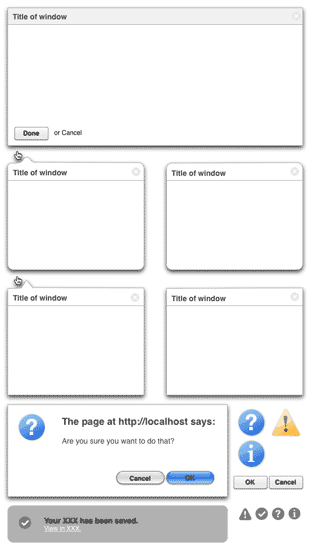 Title of window
Done or Cancel
Title of window Title of window
Title of window Title of window
The page at http://localhost says:
Are you sure you want to do that?
Cancel OK
OK Cancel
Your XXX has been saved.
View in XXX.